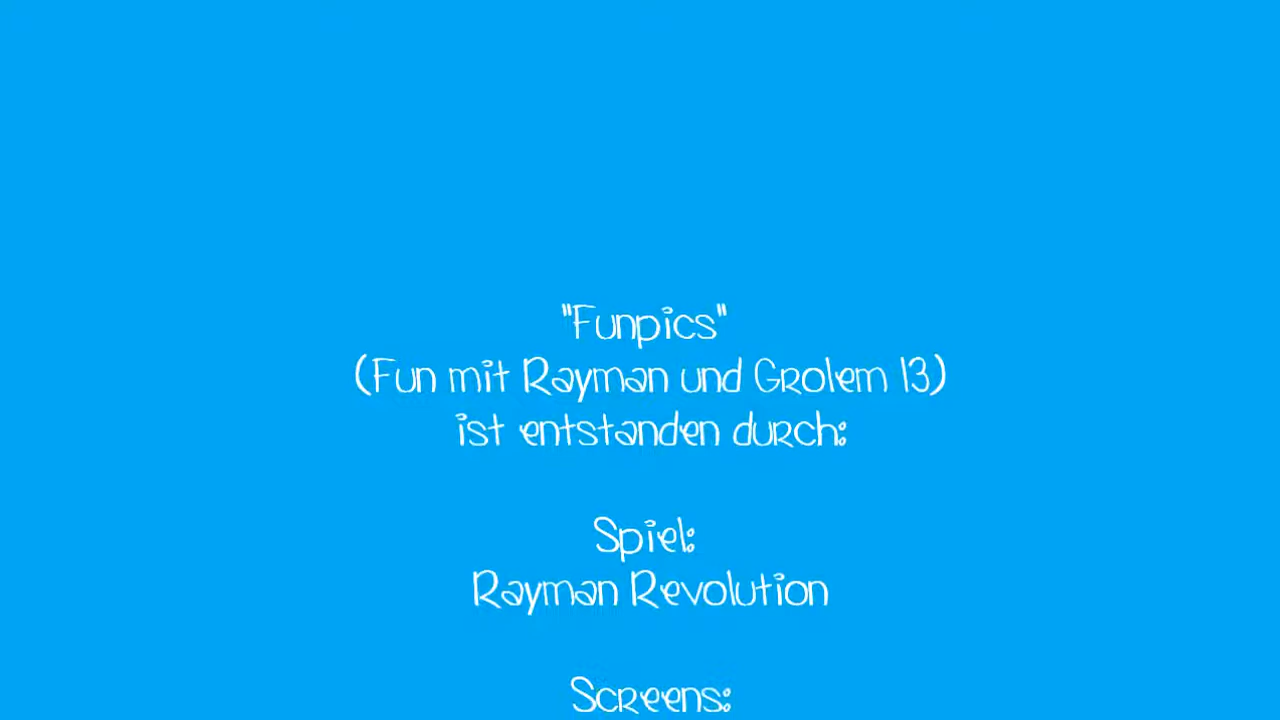 "Funpics"
(Fun mit Rayman und Grolem 13)
ist entstanden durch:
Spiel:
Rayman Revolution
Screens: